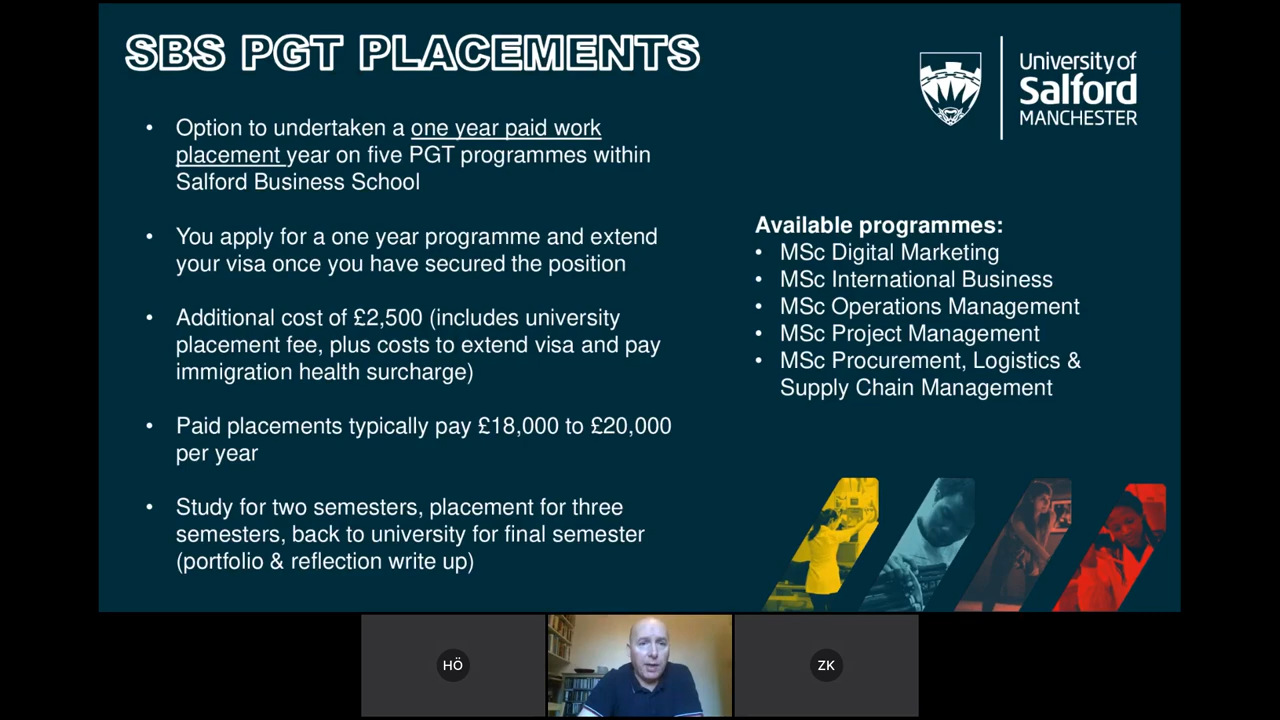 SBS PGT PLACEMENTS
University of
Salford
MANCHESTER
• Option to undertaken a one year paid work
placement year on five PGT programmes within
Salford Business School
• You apply for a one year programme and extend
your visa once you have secured the position
• Additional cost of £2,500 (includes university
placement fee, plus costs to extend visa and pay
immigration health surcharge)
• Paid placements typically pay £18,000 to £20,000
per year
• Study for two semesters, placement for three
semesters, back to university for final semester
(portfolio & reflection write up)
Available programmes:
• MSc Digital Marketing
• MSc International Business
• MSc Operations Management
• MSc Project Management
• MSc Procurement, Logistics &
Supply Chain Management
HÖ
ZK